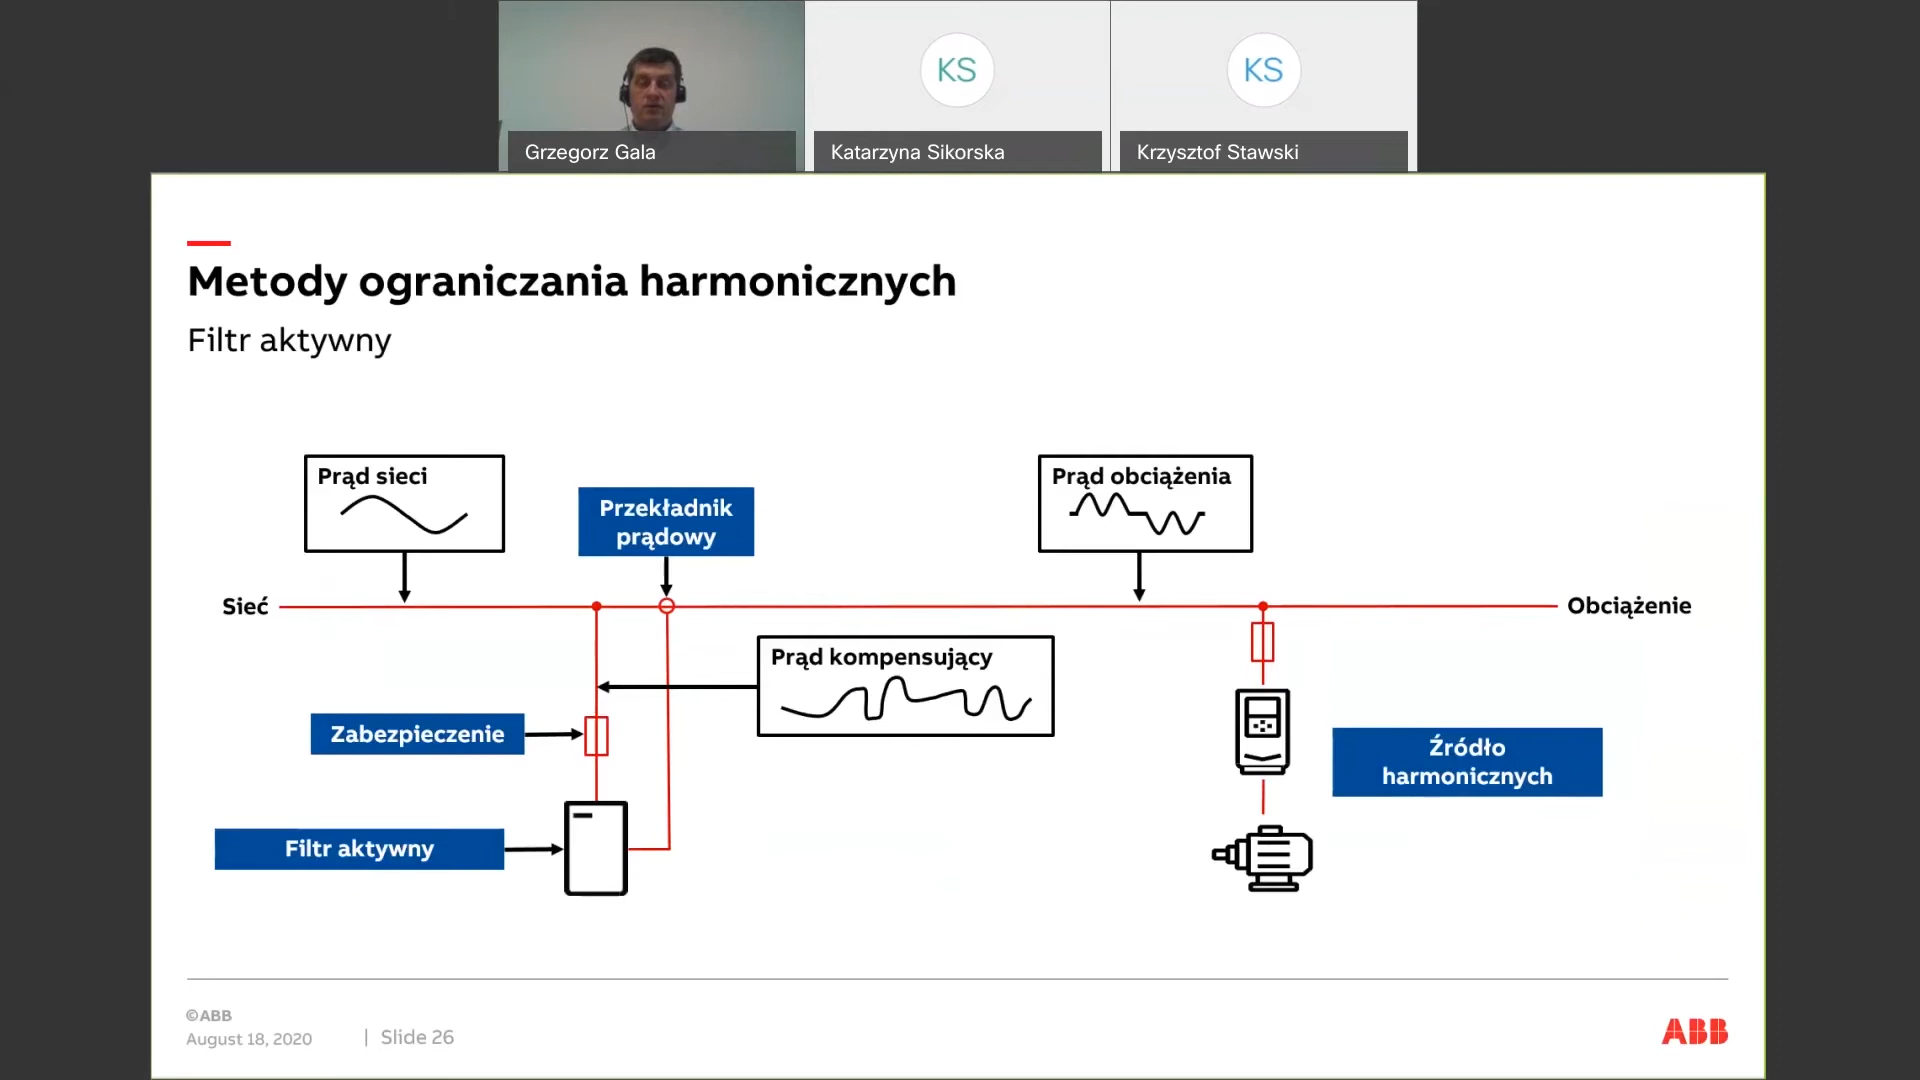 KS
KS
Grzegorz Gala
Katarzyna Sikorska
Krzysztof Stawski
Metody ograniczania harmonicznych
Filtr aktywny
Prąd sieci
Przekładnik
prądowy
Prąd obciążenia
Sieć
Obciążenie
Prąd kompensujący
Zabezpieczenie
Źródło
harmonicznych
Filtr aktywny
©ABB
August 18, 2020 | Slide 26
ABB